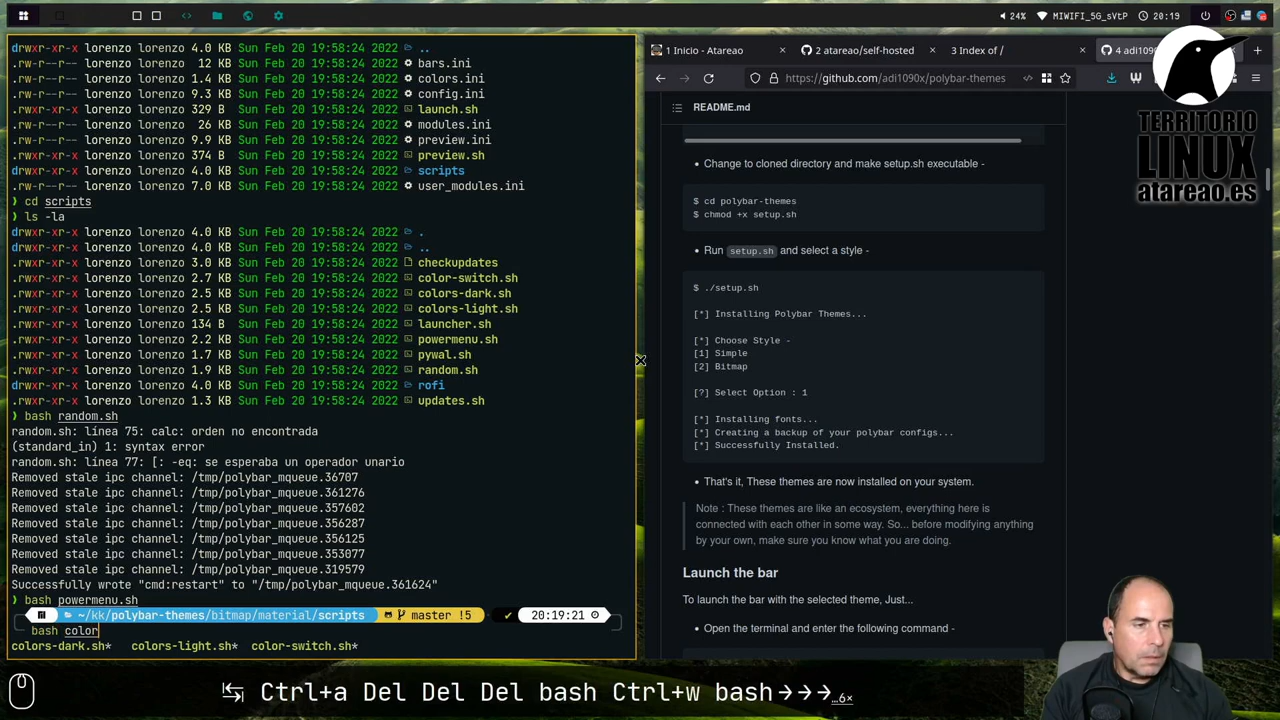 24%
MIWIFI_5G_sVtP
20:19
drwxr-xr-x lorenzo lorenzo 4.0 KB Sun Feb 20 19:58:24 2022 ..
.rw-r--r-- lorenzo lorenzo 12 KB Sun Feb 20 19:58:24 2022 bars.ini
.rw-r--r-- lorenzo lorenzo 1.4 KB Sun Feb 20 19:58:24 2022 colors.ini
.rw-r--r-- lorenzo lorenzo 9.3 KB Sun Feb 20 19:58:24 2022 config.ini
.rwxr-xr-x lorenzo lorenzo 329 B Sun Feb 20 19:58:24 2022 launch.sh
.rw-r--r-- lorenzo lorenzo 26 KB Sun Feb 20 19:58:24 2022 modules.ini
.rw-r--r-- lorenzo lorenzo 9.9 KB Sun Feb 20 19:58:24 2022 preview.ini
.rwxr-xr-x lorenzo lorenzo 374 B Sun Feb 20 19:58:24 2022 preview.sh
drwxr-xr-x lorenzo lorenzo 4.0 KB Sun Feb 20 19:58:24 2022 scripts
.rw-r--r-- lorenzo lorenzo 7.0 KB Sun Feb 20 19:58:24 2022 user_modules.ini
❯ cd scripts
❯ ls -la
drwxr-xr-x lorenzo lorenzo 4.0 KB Sun Feb 20 19:58:24 2022 .
drwxr-xr-x lorenzo lorenzo 4.0 KB Sun Feb 20 19:58:24 2022 ..
.rwxr-xr-x lorenzo lorenzo 3.0 KB Sun Feb 20 19:58:24 2022 checkupdates
.rwxr-xr-x lorenzo lorenzo 2.7 KB Sun Feb 20 19:58:24 2022 color-switch.sh
.rwxr-xr-x lorenzo lorenzo 2.5 KB Sun Feb 20 19:58:24 2022 colors-dark.sh
.rwxr-xr-x lorenzo lorenzo 2.5 KB Sun Feb 20 19:58:24 2022 colors-light.sh
.rwxr-xr-x lorenzo lorenzo 134 B Sun Feb 20 19:58:24 2022 launcher.sh
.rwxr-xr-x lorenzo lorenzo 2.2 KB Sun Feb 20 19:58:24 2022 powermenu.sh
.rwxr-xr-x lorenzo lorenzo 1.7 KB Sun Feb 20 19:58:24 2022 pywal.sh
.rwxr-xr-x lorenzo lorenzo 1.9 KB Sun Feb 20 19:58:24 2022 random.sh
drwxr-xr-x lorenzo lorenzo 4.0 KB Sun Feb 20 19:58:24 2022 rofi
.rwxr-xr-x lorenzo lorenzo 1.3 KB Sun Feb 20 19:58:24 2022 updates.sh
❯ bash random.sh
random.sh: línea 75: calc: orden no encontrada
(standard_in) 1: syntax error
random.sh: línea 77: [: -eq: se esperaba un operador unario
Removed stale ipc channel: /tmp/polybar_mqueue.36707
Removed stale ipc channel: /tmp/polybar_mqueue.361276
Removed stale ipc channel: /tmp/polybar_mqueue.357602
Removed stale ipc channel: /tmp/polybar_mqueue.356287
Removed stale ipc channel: /tmp/polybar_mqueue.356125
Removed stale ipc channel: /tmp/polybar_mqueue.353077
Removed stale ipc channel: /tmp/polybar_mqueue.319579
Successfully wrote "cmd:restart" to "/tmp/polybar_mqueue.361624"
❯ bash powermenu.sh
~/kk/polybar-themes/bitmap/material/scripts master !5 ✔ 20:19:21
bash color
colors-dark.sh* colors-light.sh* color-switch.sh*
1 Inicio - Atareao
2 atareao/self-hosted
3 Index of /
4 adi1090
https://github.com/adi1090x/polybar-themes
README.md
• Change to cloned directory and make setup.sh executable -
$ cd polybar-themes
$ chmod +x setup.sh
• Run setup.sh and select a style -
$ ./setup.sh
[*] Installing Polybar Themes...
[*] Choose Style -
[1] Simple
[2] Bitmap
[?] Select Option : 1
[*] Installing fonts...
[*] Creating a backup of your polybar configs...
[*] Successfully Installed.
• That's it, These themes are now installed on your system.
Note : These themes are like an ecosystem, everything here is
connected with each other in some way. So... before modifying anything
by your own, make sure you know what you are doing.
Launch the bar
To launch the bar with the selected theme, Just...
• Open the terminal and enter the following command -
TERRITORIO
LINUX
atareao.es
Ctrl+a Del Del Del bash Ctrl+w bash→→→…6×